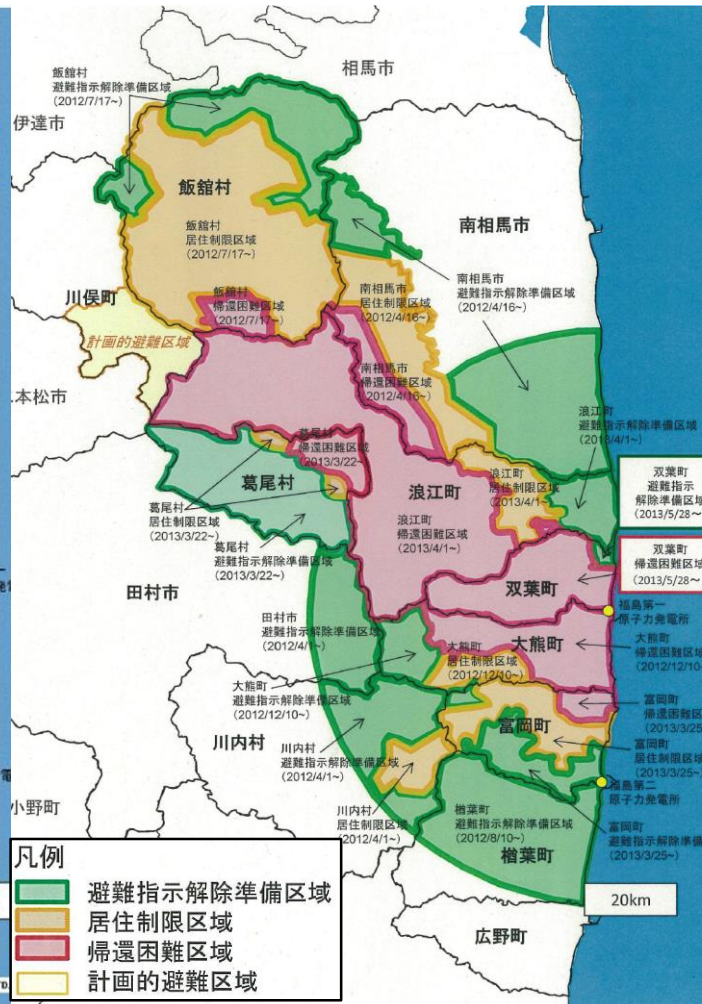 相馬市
飯舘村
避難指示解除準備区域
(2012/7/17~)
伊達市
飯舘村
飯舘村
居住制限区域
(2012/7/17~)
南相馬市
南相馬市
避難指示解除準備区域
(2012/4/16~)
南相馬市
居住制限区域
(2012/4/16~)
川俣町
飯舘村
帰還困難区域
(2012/7/17~)
計画的避難区域
本松市
南相馬市
帰還困難区域
(2012/4/16~)
浪江町
避難指示解除準備区域
(2013/4/1~)
葛尾村
帰還困難区域
(2013/3/22~)
葛尾村
浪江町
浪江町
居住制限区域
(2013/4/1~)
双葉町
避難指示
解除準備区域
(2013/5/28~)
葛尾村
居住制限区域
(2013/3/22~)
浪江町
帰還困難区域
(2013/4/1~)
葛尾村
避難指示解除準備区域
(2013/3/22~)
双葉町
帰還困難区域
(2013/5/28~
双葉町
田村市
福島第一
原子力発電所
田村市
避難指示解除準備区域
(2012/4/1~)
大熊町
大熊町
帰還困難区域
(2012/12/10
大熊町
居住制限区域
(2012/12/10~)
大熊町
避難指示解除準備区域
(2012/12/10~)
富岡町
帰還困難区
(2013/3/25
富岡町
川内村
川内村
避難指示解除準備区域
(2012/4/1~)
富岡町
居住制限区域
(2013/3/25~)
福島第二
原子力発電所
小野町
川内村
居住制限区域
(2012/4/1~)
楢葉町
避難指示解除準備区域
(2012/8/10~)
楢葉町
富岡町
避難指示解除準備
(2013/3/25~)
20km
広野町
凡例
避難指示解除準備区域
居住制限区域
帰還困難区域
計画的避難区域